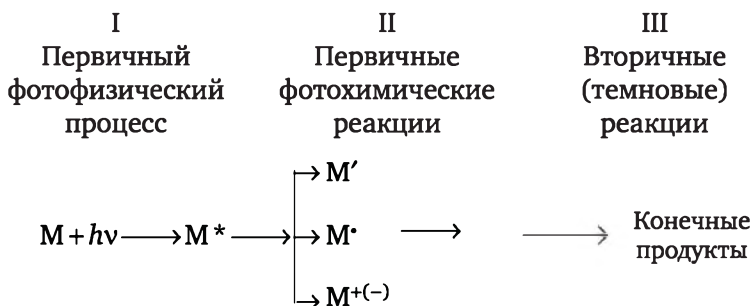 I
Первичный
фотофизический
процесс
II
Первичные
фотохимические
реакции
III
Вторичные
(темновые)
реакции
M′
M + hν → M* → M• → → Конечные
продукты
M⁺⁽⁻⁾